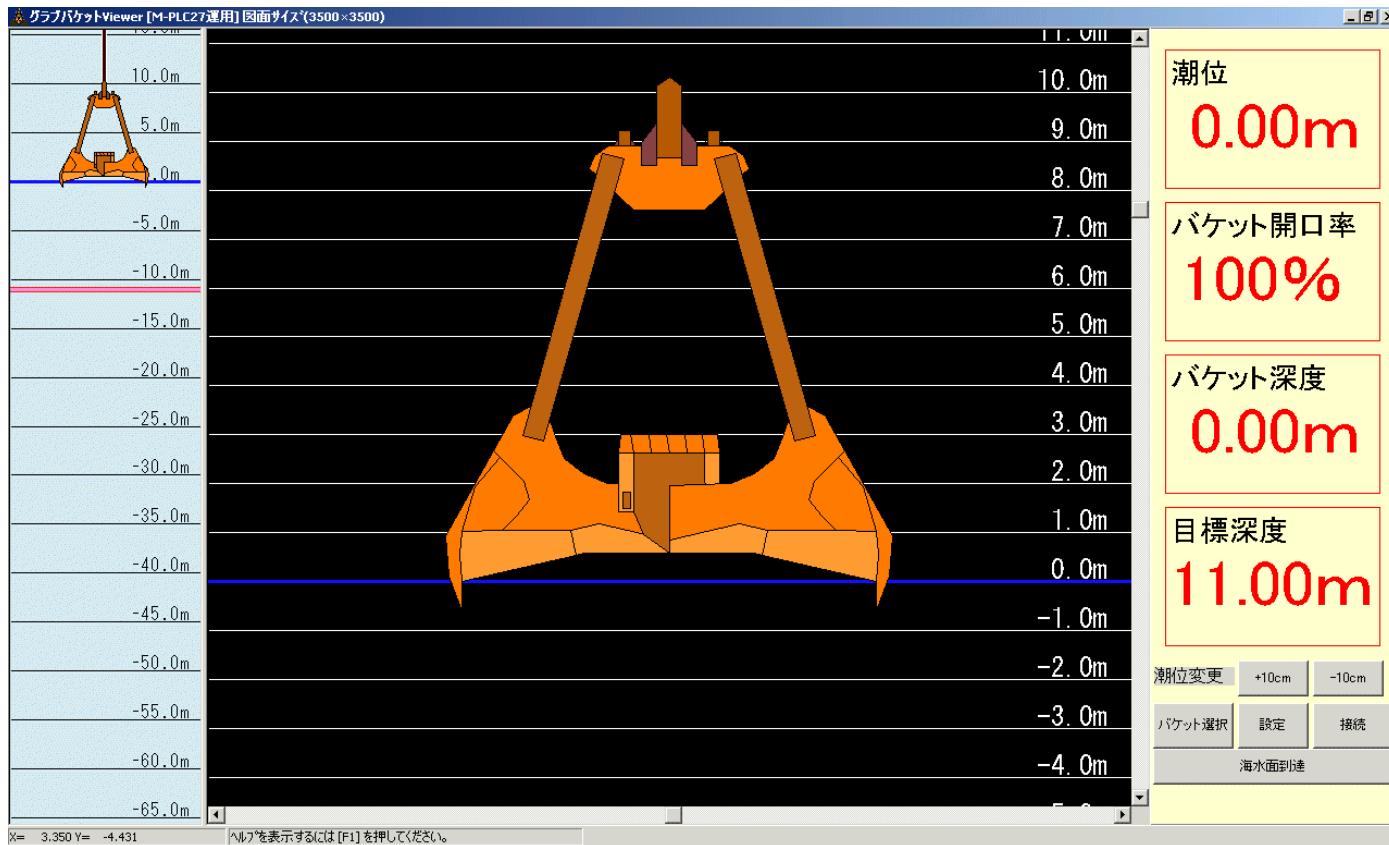 グラブバケットViewer [M-PLC27運用] 図面サイズ(3500×3500)
10.0m
5.0m
.0m
-5.0m
-10.0m
-15.0m
-20.0m
-25.0m
-30.0m
-35.0m
-40.0m
-45.0m
-50.0m
-55.0m
-60.0m
-65.0m
11.0m
10.0m
9.0m
8.0m
7.0m
6.0m
5.0m
4.0m
3.0m
2.0m
1.0m
0.0m
-1.0m
-2.0m
-3.0m
-4.0m
潮位
0.00m
バケット開口率
100%
バケット深度
0.00m
目標深度
11.00m
潮位変更 +10cm -10cm
バケット選択 設定 接続
海水面到達
X= 3.350 Y= -4.431 ヘルプを表示するには [F1] を押してください。